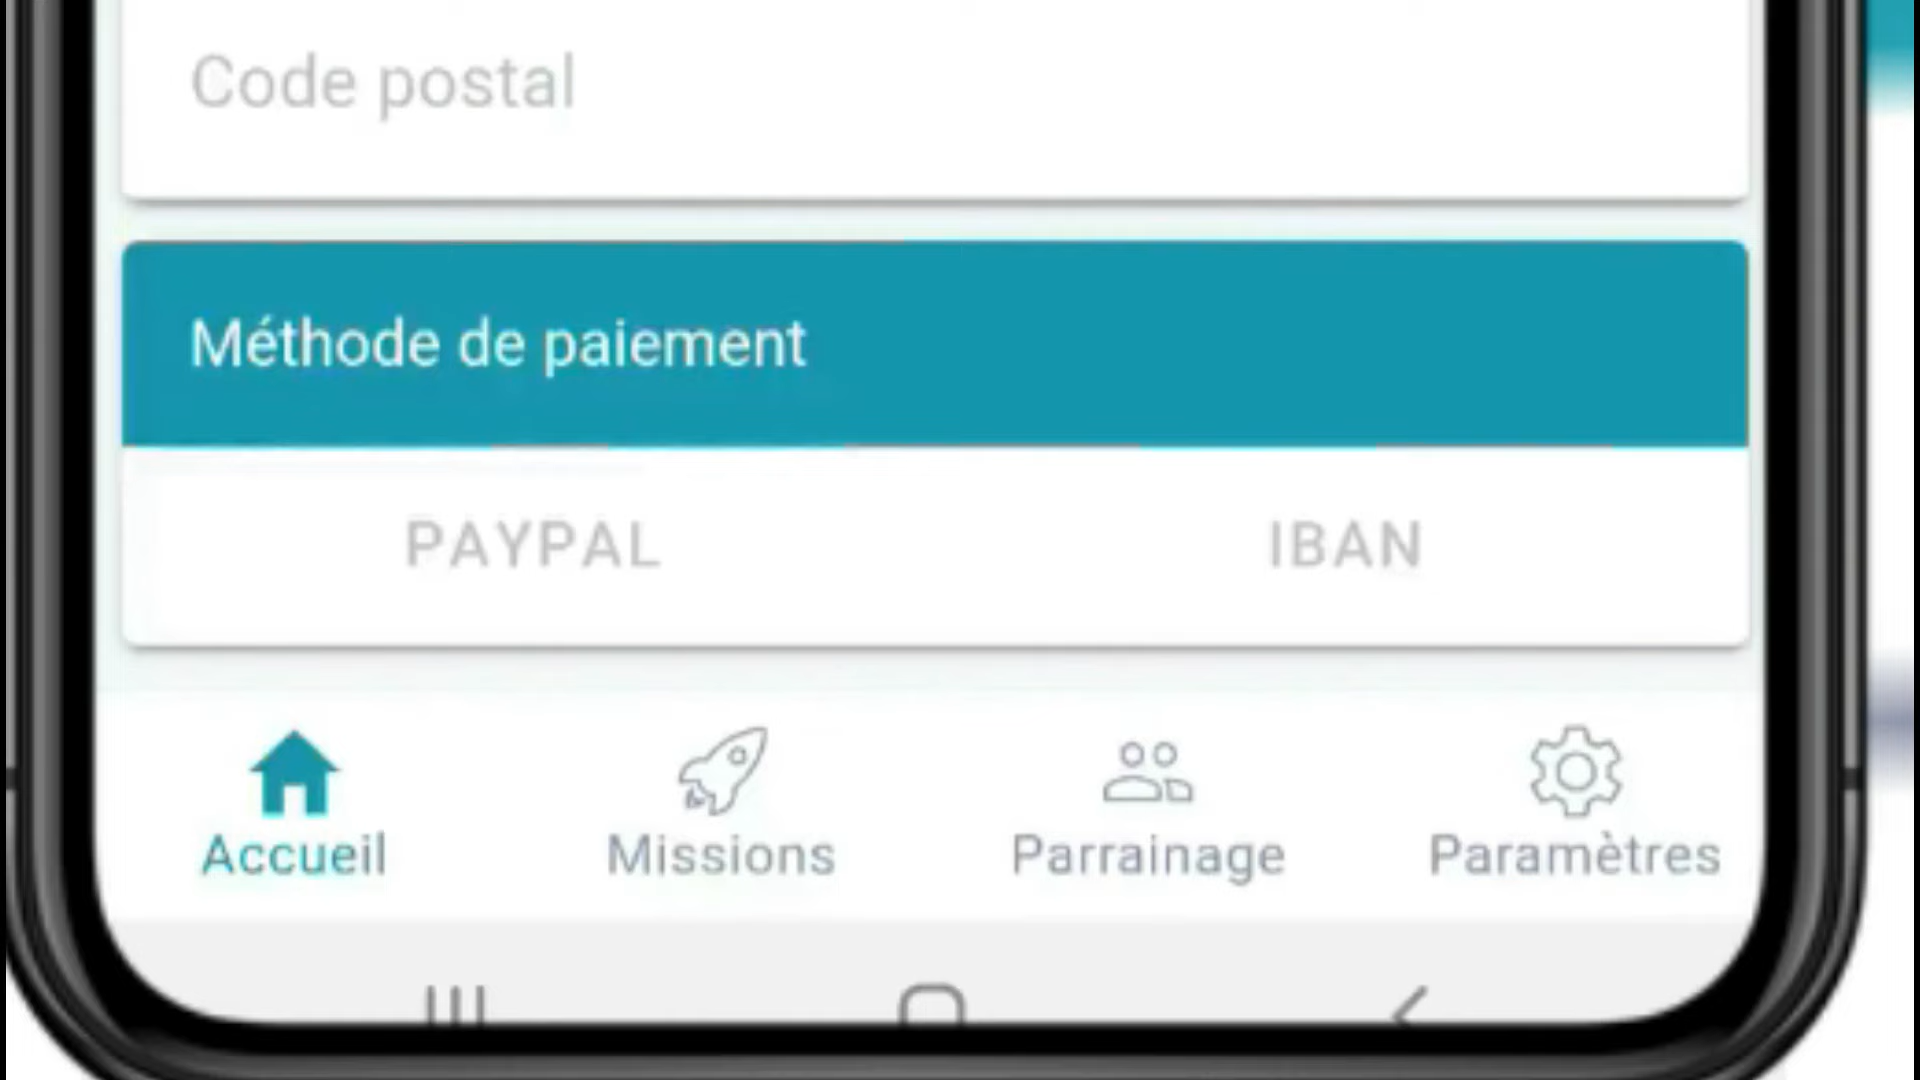 Code postal
Méthode de paiement
PAYPAL IBAN
Accueil Missions Parrainage Paramètres